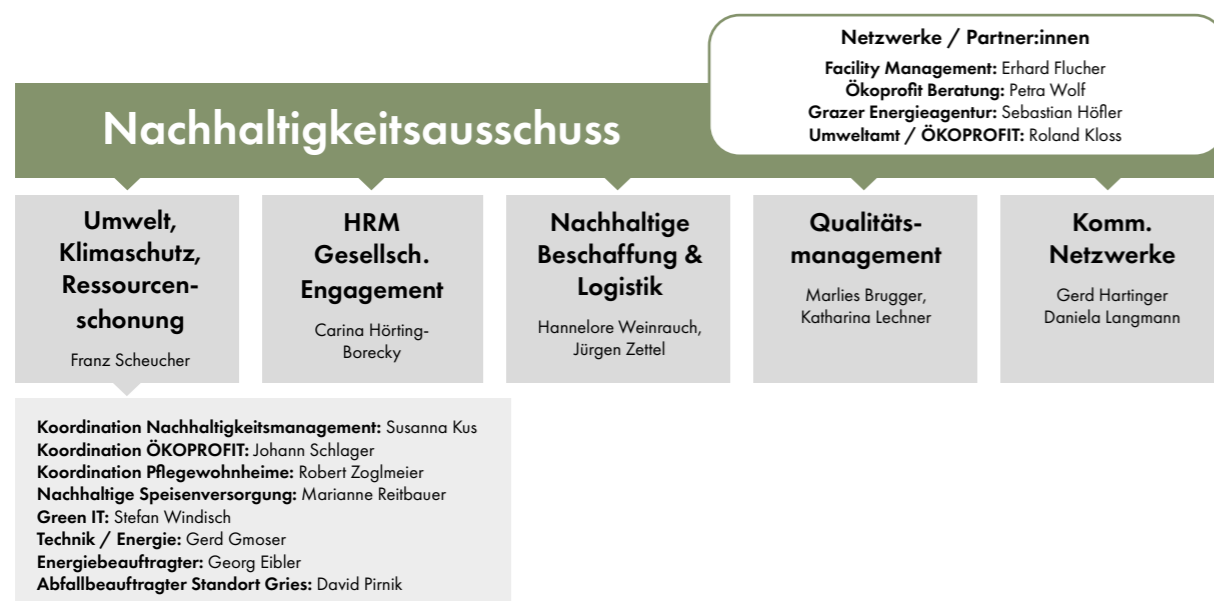 Netzwerke / Partner:innen
Facility Management: Erhard Flucher
Ökoprofit Beratung: Petra Wolf
Grazer Energieagentur: Sebastian Höfler
Umweltamt / ÖKOPROFIT: Roland Kloss
Nachhaltigkeitsausschuss
Umwelt,
Klimaschutz,
Ressourcen-
schonung
Franz Scheucher
HRM
Gesellsch.
Engagement
Carina Hörting-
Borecky
Nachhaltige
Beschaffung &
Logistik
Hannelore Weinrauch,
Jürgen Zettel
Qualitäts-
management
Marlies Brugger,
Katharina Lechner
Komm.
Netzwerke
Gerd Hartinger
Daniela Langmann
Koordination Nachhaltigkeitsmanagement: Susanna Kus
Koordination ÖKOPROFIT: Johann Schlager
Koordination Pflegewohnheime: Robert Zoglmeier
Nachhaltige Speisenversorgung: Marianne Reitbauer
Green IT: Stefan Windisch
Technik / Energie: Gerd Gmoser
Energiebeauftragter: Georg Eibler
Abfallbeauftragter Standort Gries: David Pirnik